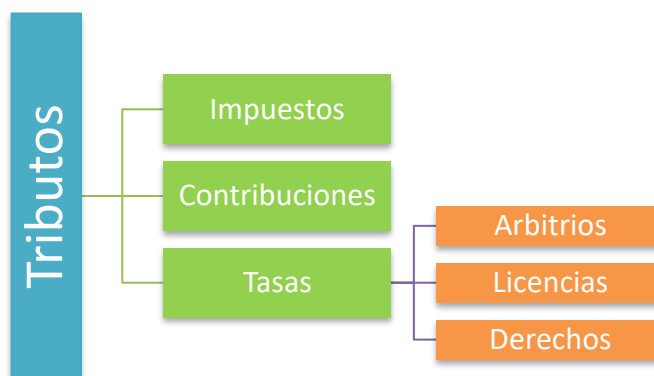 Tributos
Impuestos
Contribuciones
Tasas
Arbitrios
Licencias
Derechos